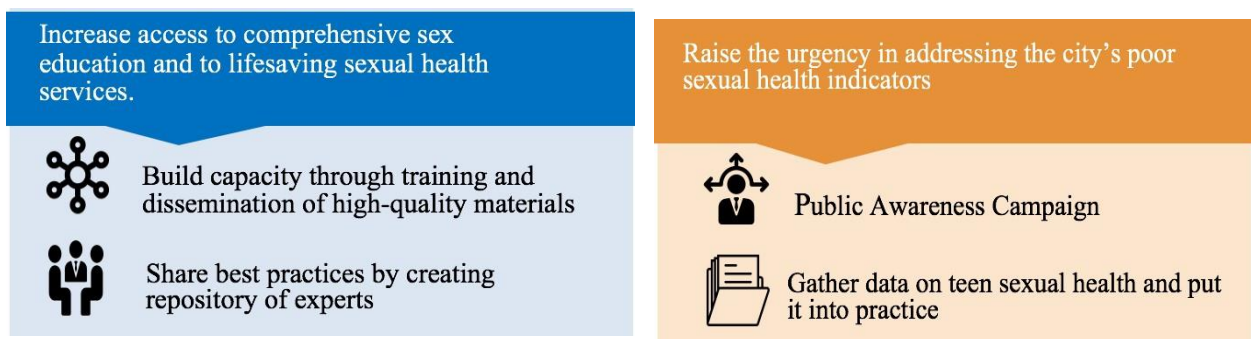 Increase access to comprehensive sex
education and to lifesaving sexual health
services.
Build capacity through training and
dissemination of high-quality materials
Share best practices by creating
repository of experts
Raise the urgency in addressing the city’s poor
sexual health indicators
Public Awareness Campaign
Gather data on teen sexual health and put
it into practice